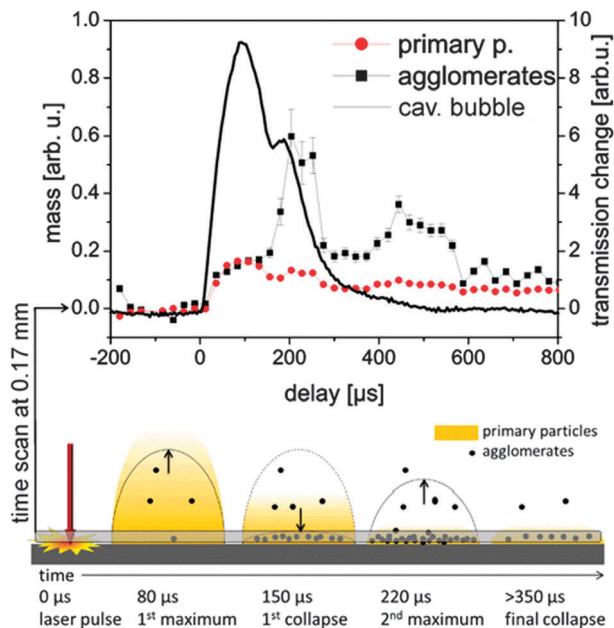 primary p.
agglomerates
cav. bubble
mass [arb. u.]
transmission change [arb.u.]
1.0
0.8
0.6
0.4
0.2
0.0
10
8
6
4
2
0
-200 0 200 400 600 800
delay [µs]
time scan at 0.17 mm
primary particles
agglomerates
time
0 µs 80 µs 150 µs 220 µs >350 µs
laser pulse 1st maximum 1st collapse 2nd maximum final collapse